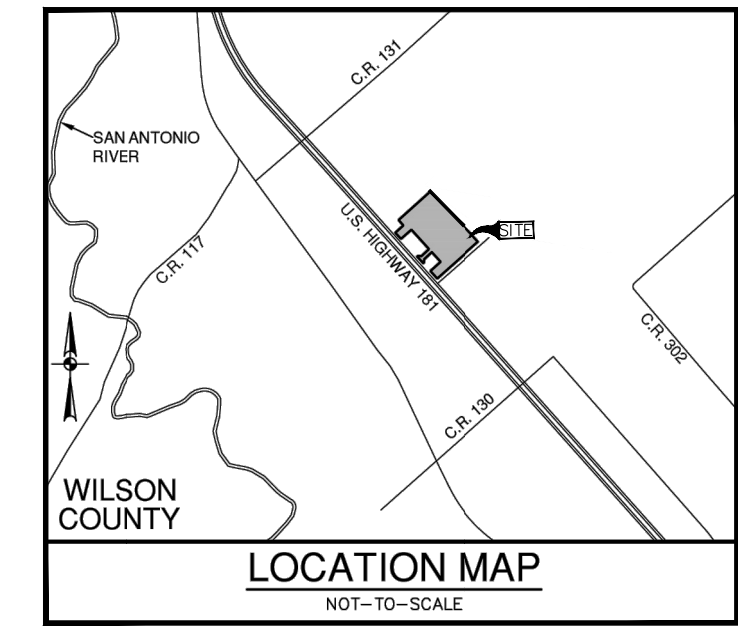 C.R. 131
SAN ANTONIO
RIVER
SITE
U.S. HIGHWAY 181
C.R. 117
C.R. 302
C.R. 130
WILSON
COUNTY
LOCATION MAP
NOT-TO-SCALE